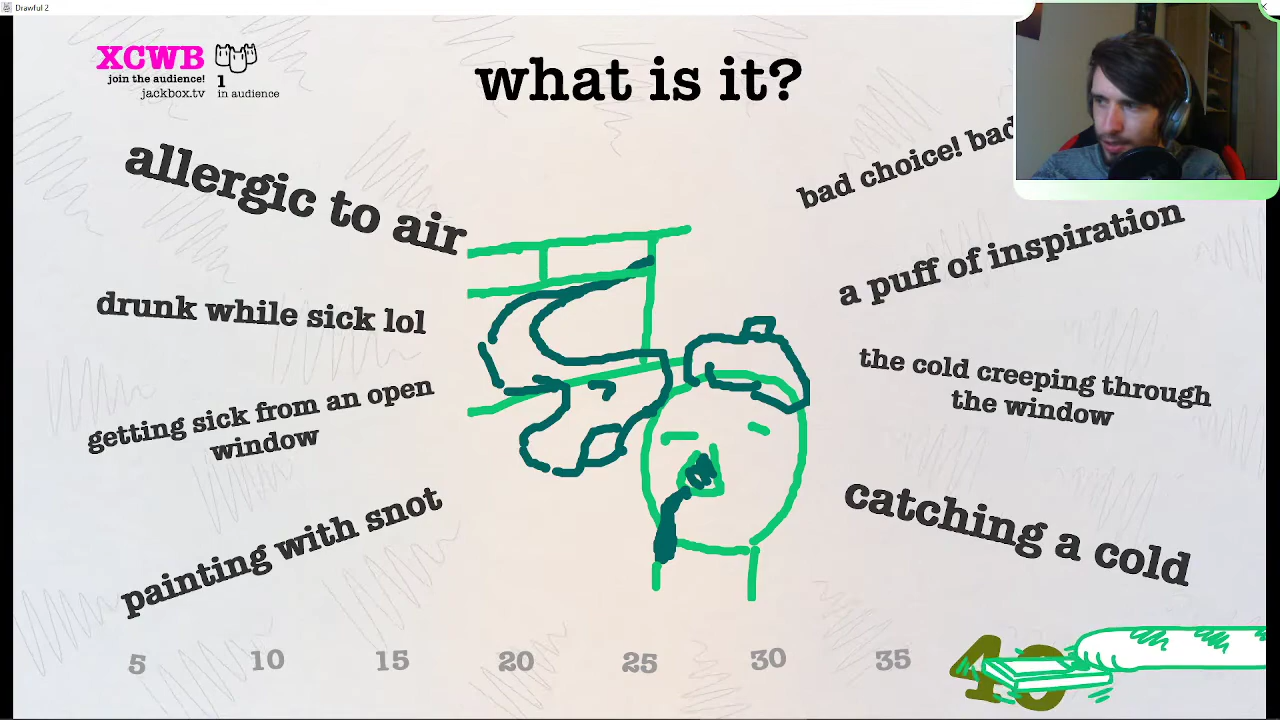 Drawful 2
XCWB
join the audience!
jackbox.tv
1
in audience
what is it?
allergic to air
drunk while sick lol
getting sick from an open
window
painting with snot
bad choice! bad
a puff of inspiration
the cold creeping through
the window
catching a cold
5 10 15 20 25 30 35 40